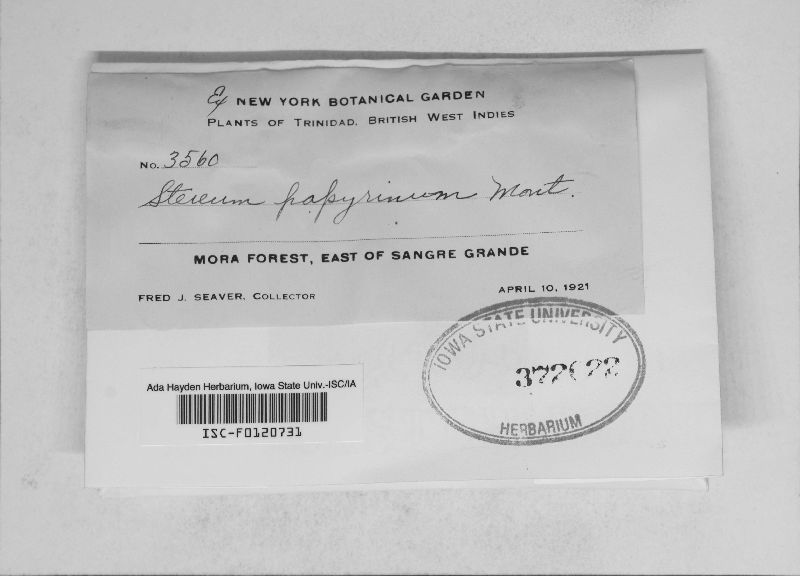 Ex NEW YORK BOTANICAL GARDEN
PLANTS OF TRINIDAD, BRITISH WEST INDIES
No. 3560
Stereum papyrinum Mont.
MORA FOREST, EAST OF SANGRE GRANDE
FRED J. SEAVER, COLLECTOR
APRIL 10, 1921
IOWA STATE UNIVERSITY
HERBARIUM
Ada Hayden Herbarium, Iowa State Univ.-ISC/IA
ISC-F0120731